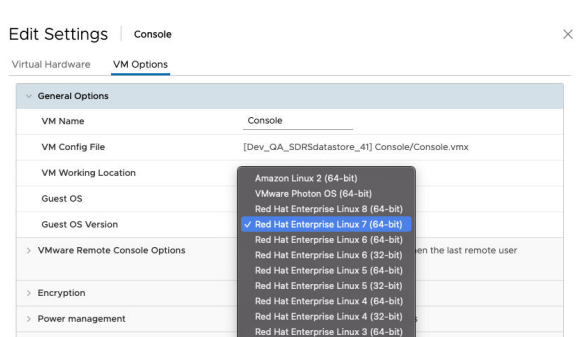 Edit Settings Console
Virtual Hardware VM Options
General Options
VM Name Console
VM Config File [Dev_QA_SDRSdatastore_41] Console/Console.vmx
VM Working Location
Amazon Linux 2 (64-bit)
VMware Photon OS (64-bit)
Guest OS
Red Hat Enterprise Linux 8 (64-bit)
Guest OS Version ✓ Red Hat Enterprise Linux 7 (64-bit)
Red Hat Enterprise Linux 6 (64-bit)
VMware Remote Console Options Red Hat Enterprise Linux 6 (32-bit) en the last remote user
Red Hat Enterprise Linux 5 (64-bit)
Red Hat Enterprise Linux 5 (32-bit)
Encryption
Red Hat Enterprise Linux 4 (64-bit)
Power management Red Hat Enterprise Linux 4 (32-bit) s
Red Hat Enterprise Linux 3 (64-bit)